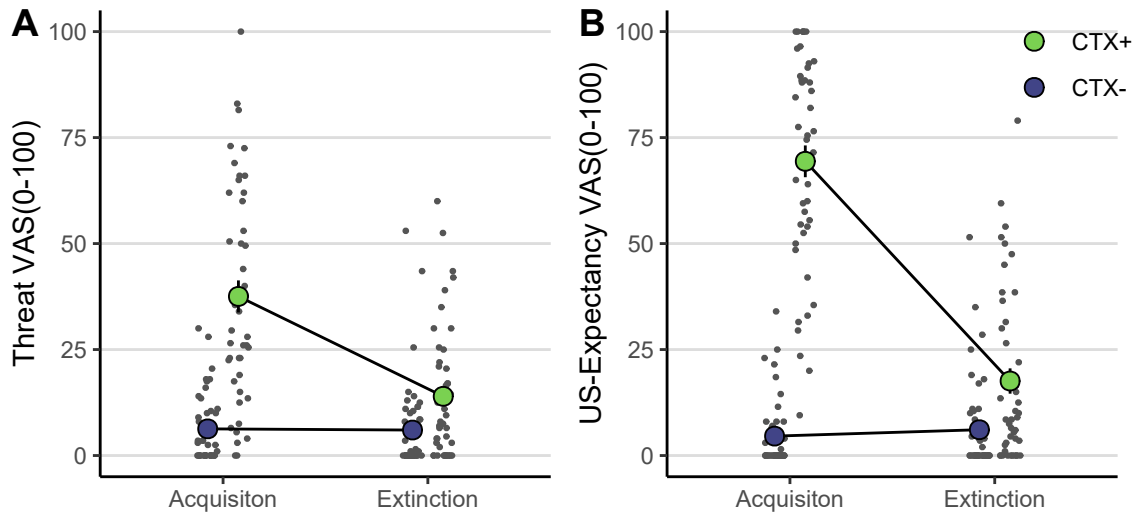 A
Threat VAS(0-100)
100
75
50
25
0
Acquisiton
Extinction
B
US-Expectancy VAS(0-100)
100
75
50
25
0
Acquisiton
Extinction
CTX+
CTX-